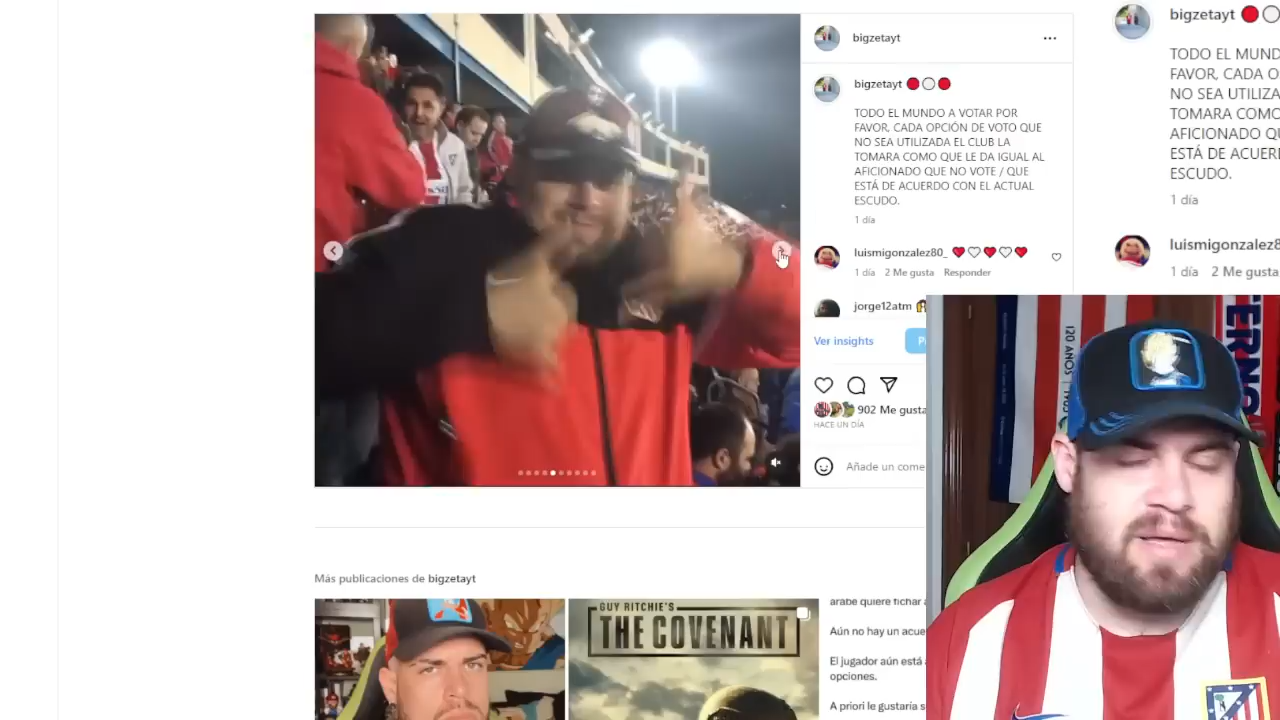 bigzetayt
bigzetayt
TODO EL MUNDO A VOTAR POR
FAVOR, CADA OPCIÓN DE VOTO QUE
NO SEA UTILIZADA EL CLUB LA
TOMARA COMO QUE LE DA IGUAL AL
AFICIONADO QUE NO VOTE / QUE
ESTÁ DE ACUERDO CON EL ACTUAL
ESCUDO.
1 día
luismigonzalez80_
1 día 2 Me gusta Responder
jorge12atm
Ver insights
P
902 Me gusta
HACE UN DÍA
Añade un come
Más publicaciones de bigzetayt
GUY RITCHIE'S
THE COVENANT
arabe quiere fichar a
Aún no hay un acue
El jugador aún está
opciones.
A priori le gustaría s
bigzetayt
TODO EL MUND
FAVOR, CADA O
NO SEA UTILIZA
TOMARA COMO
AFICIONADO QU
ESTÁ DE ACUER
ESCUDO.
1 día
luismigonzalez8
1 día 2 Me gusta
120 AÑOS